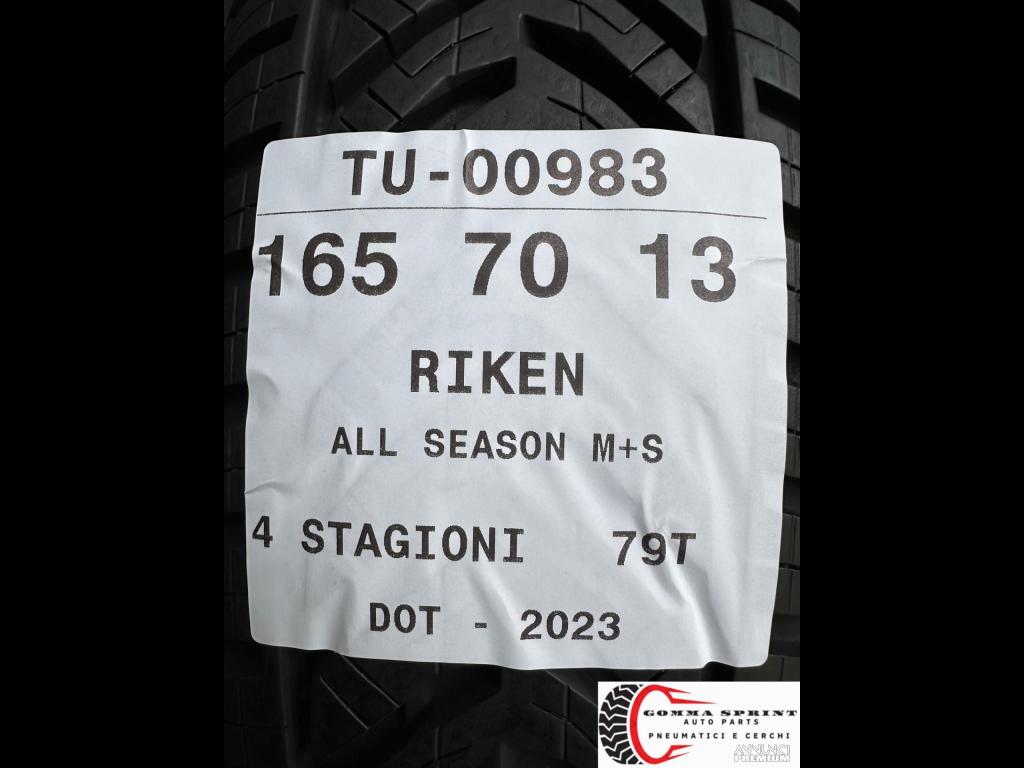 TU-00983
165 70 13
RIKEN
ALL SEASON M+S
4 STAGIONI 79T
DOT - 2023
GOMMA SPRINT
AUTO PARTS
PNEUMATICI E CERCHI
ANNUNCI
PREMIUM